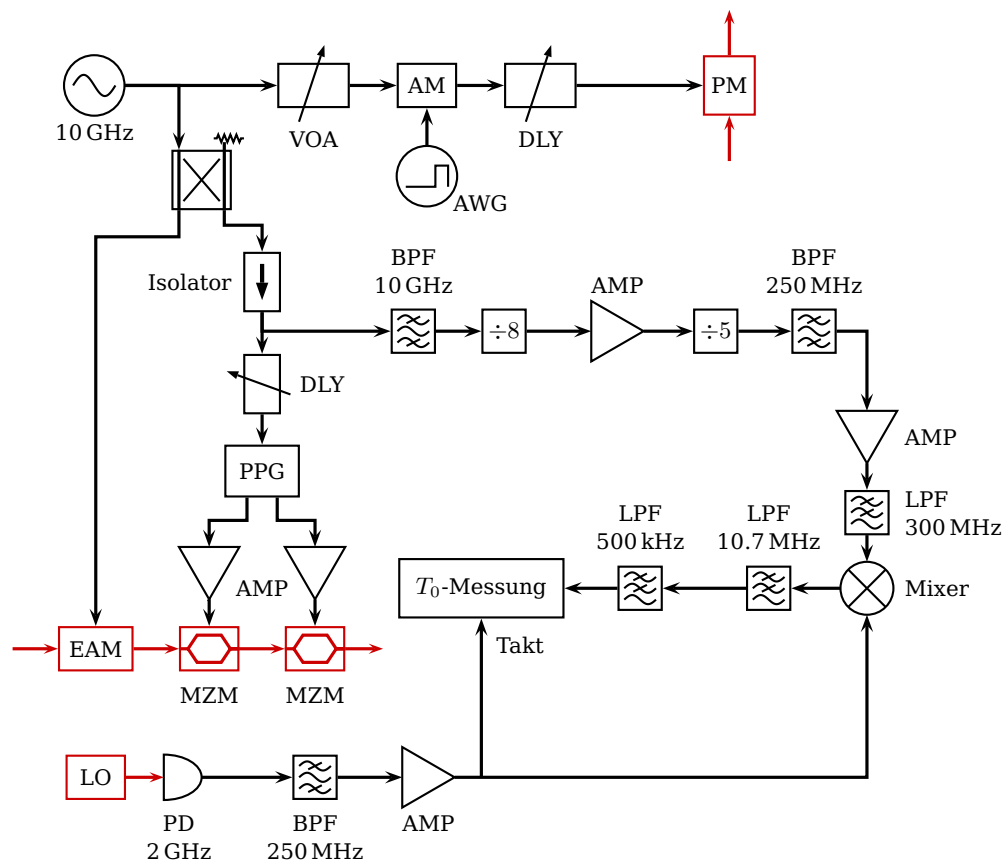 10 GHz
VOA
AM
DLY
PM
AWG
Isolator
BPF
10 GHz
÷8
AMP
÷5
BPF
250 MHz
DLY
AMP
PPG
LPF
300 MHz
LPF
500 kHz
LPF
10.7 MHz
AMP
T₀-Messung
Mixer
Takt
EAM
MZM
MZM
LO
PD
2 GHz
BPF
250 MHz
AMP